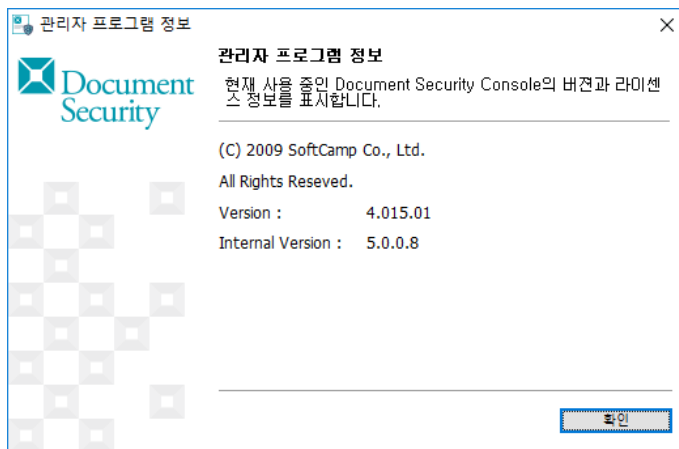 관리자 프로그램 정보
Document
Security
관리자 프로그램 정보
현재 사용 중인 Document Security Console의 버젼과 라이센
스 정보를 표시합니다.
(C) 2009 SoftCamp Co., Ltd.
All Rights Reseved.
Version : 4.015.01
Internal Version : 5.0.0.8
확인